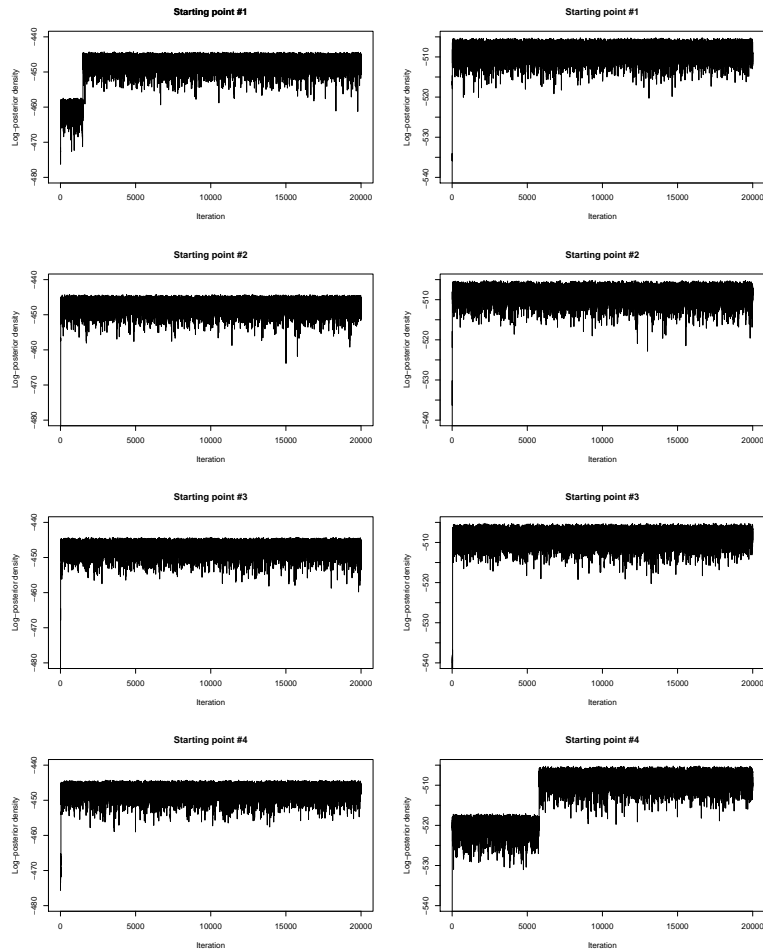 Starting point #1
Log−posterior density
−440
−450
−460
−470
−480
0 5000 10000 15000 20000
Iteration
Starting point #1
Log−posterior density
−510
−520
−530
−540
0 5000 10000 15000 20000
Iteration
Starting point #2
Log−posterior density
−440
−450
−460
−470
−480
0 5000 10000 15000 20000
Iteration
Starting point #2
Log−posterior density
−510
−520
−530
−540
0 5000 10000 15000 20000
Iteration
Starting point #3
Log−posterior density
−440
−450
−460
−470
−480
0 5000 10000 15000 20000
Iteration
Starting point #3
Log−posterior density
−510
−520
−530
−540
0 5000 10000 15000 20000
Iteration
Starting point #4
Log−posterior density
−440
−450
−460
−470
−480
0 5000 10000 15000 20000
Iteration
Starting point #4
Log−posterior density
−510
−520
−530
−540
0 5000 10000 15000 20000
Iteration